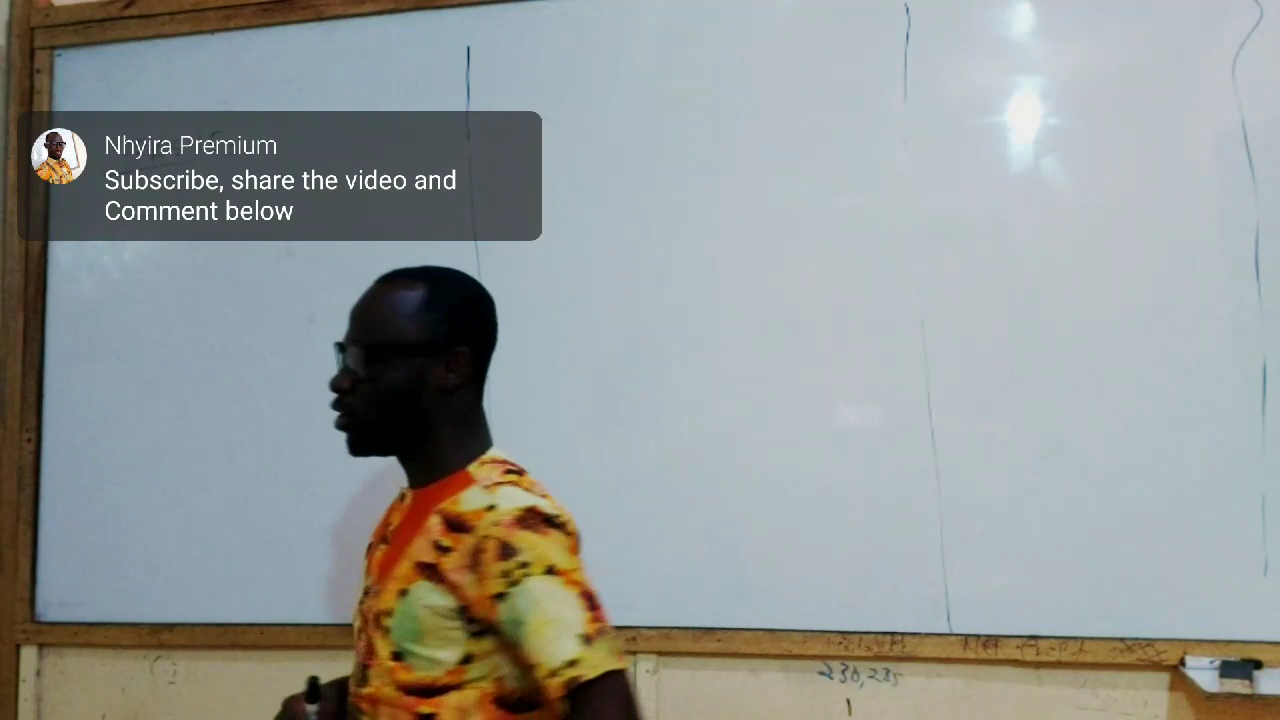 Nhyira Premium
Subscribe, share the video and
Comment below
230,235